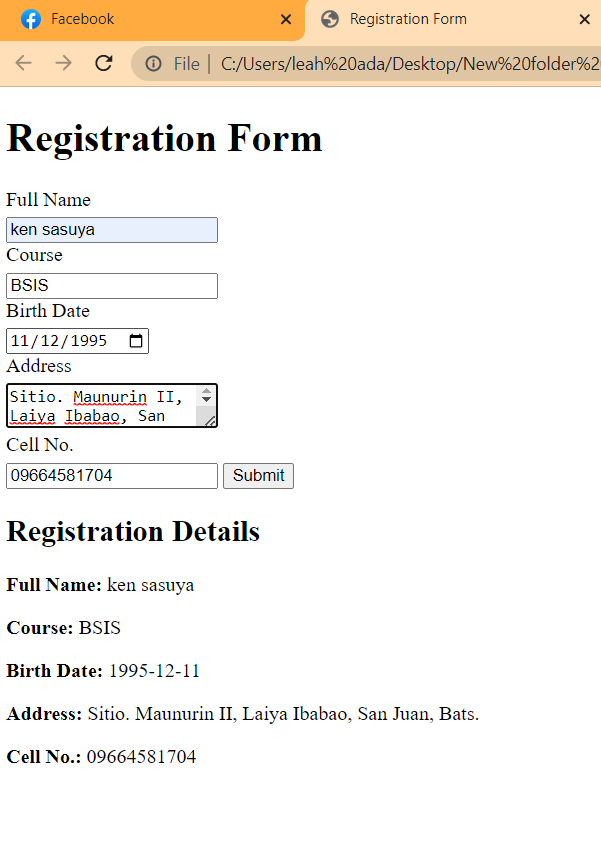 Facebook
Registration Form
File | C:/Users/leah%20ada/Desktop/New%20folder%20
Registration Form
Full Name
ken sasuya
Course
BSIS
Birth Date
11/12/1995
Address
Sitio. Maunurin II,
Laiya Ibabao, San
Cell No.
09664581704 Submit
Registration Details
Full Name: ken sasuya
Course: BSIS
Birth Date: 1995-12-11
Address: Sitio. Maunurin II, Laiya Ibabao, San Juan, Bats.
Cell No.: 09664581704